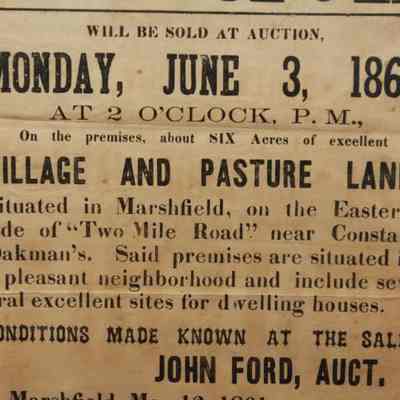 WILL BE SOLD AT AUCTION,
MONDAY, JUNE 3, 186
AT 2 O'CLOCK, P. M.,
On the premises, about SIX Acres of excellent
ILLAGE AND PASTURE LAN
ituated in Marshfield, on the Easter
de of "Two Mile Road" near Consta
Oakman's. Said premises are situated i
pleasant neighborhood and include se
ral excellent sites for dwelling houses.
CONDITIONS MADE KNOWN AT THE SAL
JOHN FORD, AUCT.
Marshfield,